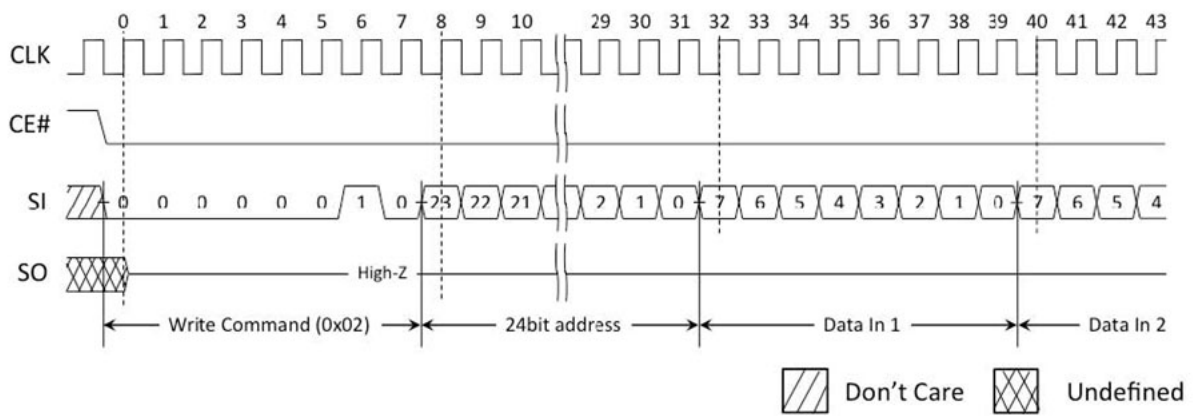 0 1 2 3 4 5 6 7 8 9 10 29 30 31 32 33 34 35 36 37 38 39 40 41 42 43
CLK
CE#
SI 0 0 0 0 0 0 1 0 23 22 21 2 1 0 7 6 5 4 3 2 1 0 7 6 5 4
SO High-Z
Write Command (0x02) 24bit address Data In 1 Data In 2
Don't Care Undefined